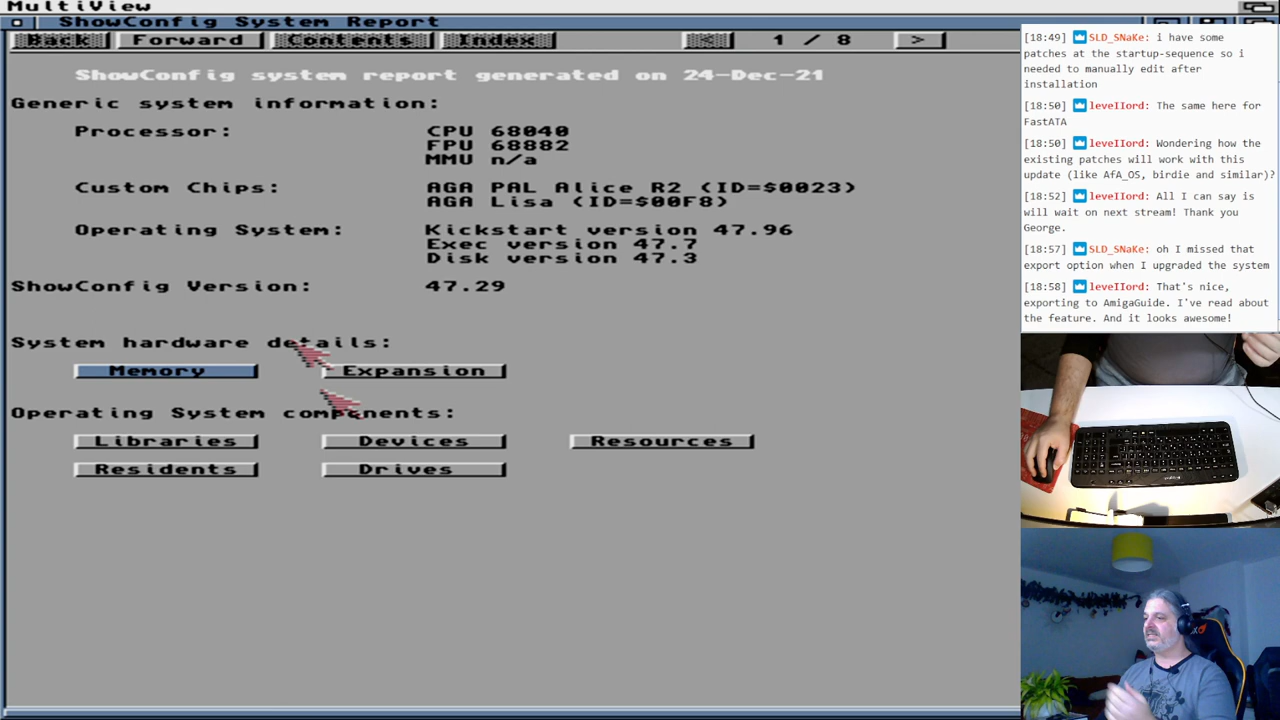 MultiView
ShowConfig System Report
Back Forward Contents Index < 1 / 8 >
ShowConfig system report generated on 24-Dec-21
Generic system information:
Processor: CPU 68040
FPU 68882
MMU n/a
Custom Chips: AGA PAL Alice R2 (ID=$0023)
AGA Lisa (ID=$00F8)
Operating System: Kickstart version 47.96
Exec version 47.7
Disk version 47.3
ShowConfig Version: 47.29
System hardware details:
Memory Expansion
Operating System components:
Libraries Devices Resources
Residents Drives
[18:49] SLD_SNaKe: i have some
patches at the startup-sequence so i
needed to manually edit after
installation
[18:50] leveIIord: The same here for
FastATA
[18:50] leveIIord: Wondering how the
existing patches will work with this
update (like AfA_OS, birdie and similar)?
[18:52] leveIIord: All I can say is
will wait on next stream! Thank you
George.
[18:57] SLD_SNaKe: oh I missed that
export option when I upgraded the system
[18:58] leveIIord: That's nice,
exporting to AmigaGuide. I've read about
the feature. And it looks awesome!